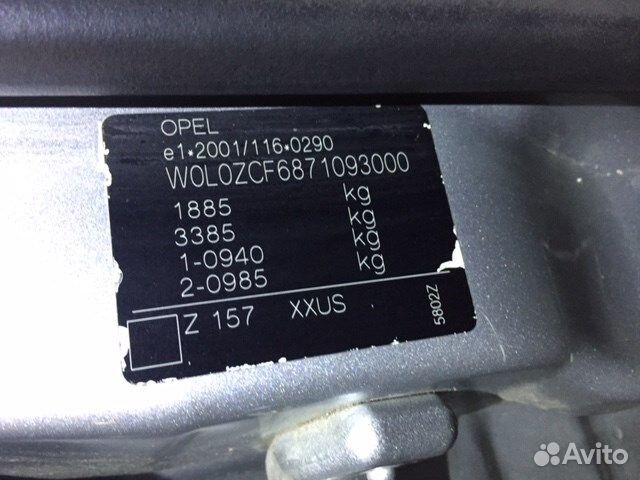 OPEL
e1*2001/116*0290
W0L0ZCF6871093000
1885 kg
3385 kg
1-0940 kg
2-0985 kg
Z 157 XXUS
5802Z
Avito